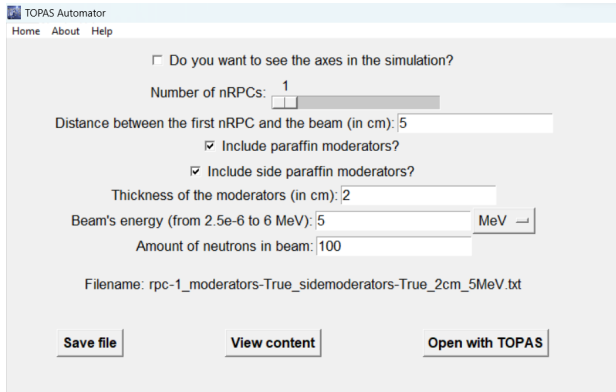 TOPAS Automator
Home About Help
Do you want to see the axes in the simulation?
1
Number of nRPCs:
Distance between the first nRPC and the beam (in cm): 5
Include paraffin moderators?
Include side paraffin moderators?
Thickness of the moderators (in cm): 2
Beam's energy (from 2.5e-6 to 6 MeV): 5 MeV
Amount of neutrons in beam: 100
Filename: rpc-1_moderators-True_sidemoderators-True_2cm_5MeV.txt
Save file View content Open with TOPAS